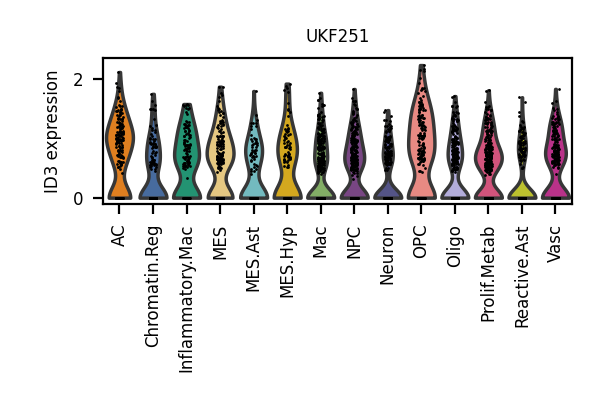 UKF251
ID3 expression
2
0
AC
Chromatin.Reg
Inflammatory.Mac
MES
MES.Ast
MES.Hyp
Mac
NPC
Neuron
OPC
Oligo
Prolif.Metab
Reactive.Ast
Vasc